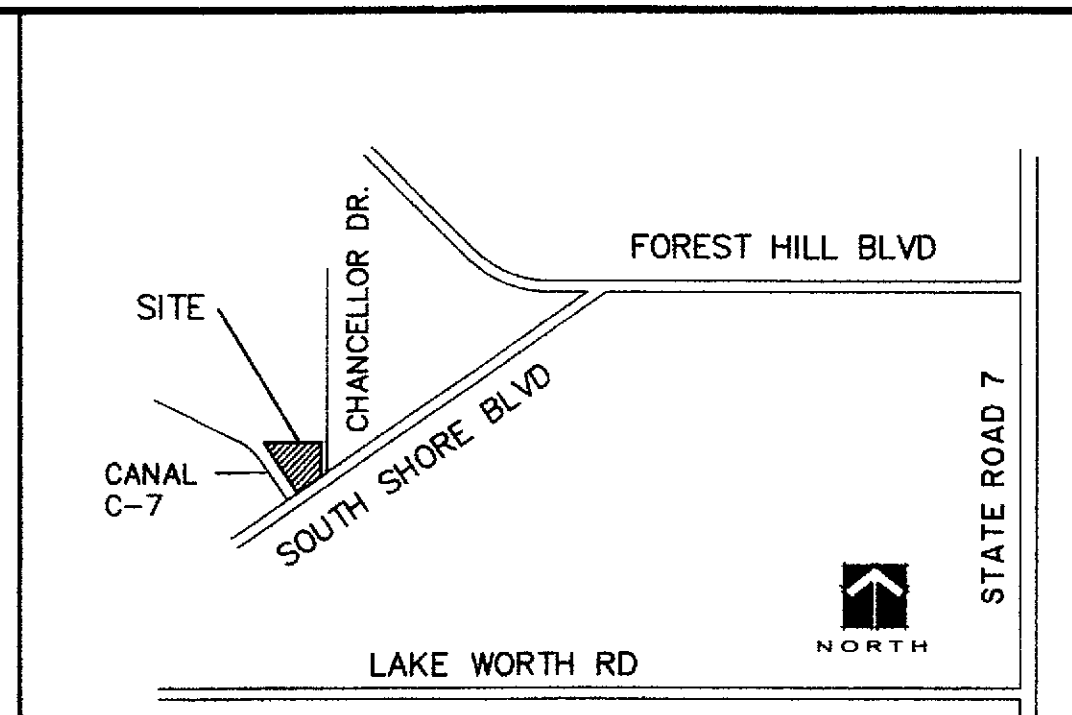 CHANCELLOR DR.
FOREST HILL BLVD
SITE
SOUTH SHORE BLVD
STATE ROAD 7
CANAL
C-7
NORTH
LAKE WORTH RD